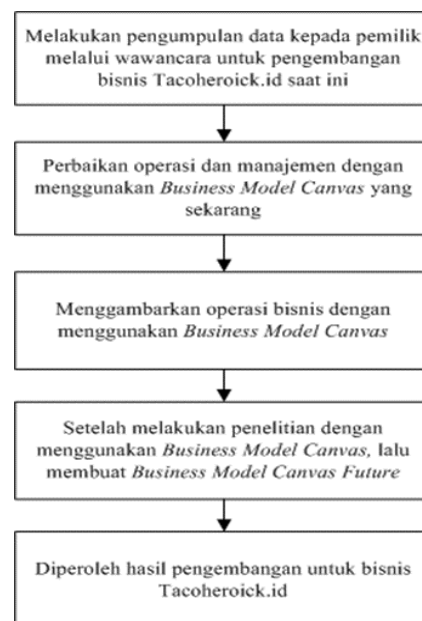 Melakukan pengumpulan data kepada pemilik
melalui wawancara untuk pengembangan
bisnis Tacoheroick.id saat ini
Perbaikan operasi dan manajemen dengan
menggunakan Business Model Canvas yang
sekarang
Menggambarkan operasi bisnis dengan
menggunakan Business Model Canvas
Setelah melakukan penelitian dengan
menggunakan Business Model Canvas, lalu
membuat Business Model Canvas Future
Diperoleh hasil pengembangan untuk bisnis
Tacoheroick.id